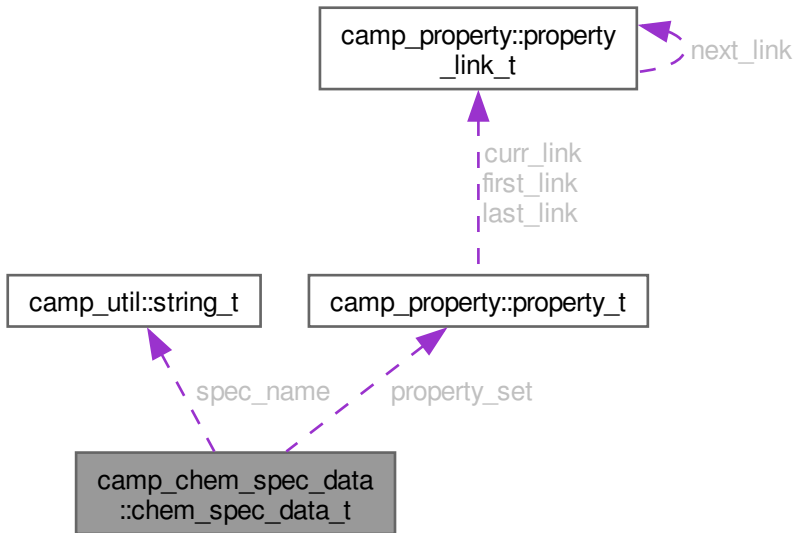 camp_property::property
_link_t
next_link
curr_link
first_link
last_link
camp_util::string_t
camp_property::property_t
spec_name
property_set
camp_chem_spec_data
::chem_spec_data_t